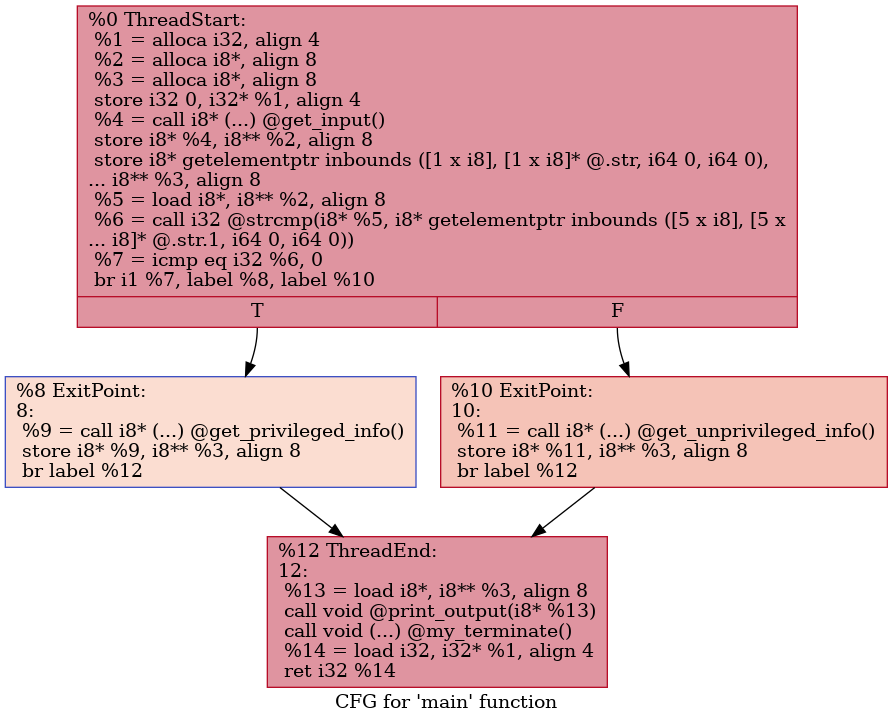 %0 ThreadStart:
%1 = alloca i32, align 4
%2 = alloca i8*, align 8
%3 = alloca i8*, align 8
store i32 0, i32* %1, align 4
%4 = call i8* (...) @get_input()
store i8* %4, i8** %2, align 8
store i8* getelementptr inbounds ([1 x i8], [1 x i8]* @.str, i64 0, i64 0),
... i8** %3, align 8
%5 = load i8*, i8** %2, align 8
%6 = call i32 @strcmp(i8* %5, i8* getelementptr inbounds ([5 x i8], [5 x
... i8]* @.str.1, i64 0, i64 0))
%7 = icmp eq i32 %6, 0
br i1 %7, label %8, label %10
T
F
%8 ExitPoint:
8:
%9 = call i8* (...) @get_privileged_info()
store i8* %9, i8** %3, align 8
br label %12
%10 ExitPoint:
10:
%11 = call i8* (...) @get_unprivileged_info()
store i8* %11, i8** %3, align 8
br label %12
%12 ThreadEnd:
12:
%13 = load i8*, i8** %3, align 8
call void @print_output(i8* %13)
call void (...) @my_terminate()
%14 = load i32, i32* %1, align 4
ret i32 %14
CFG for 'main' function